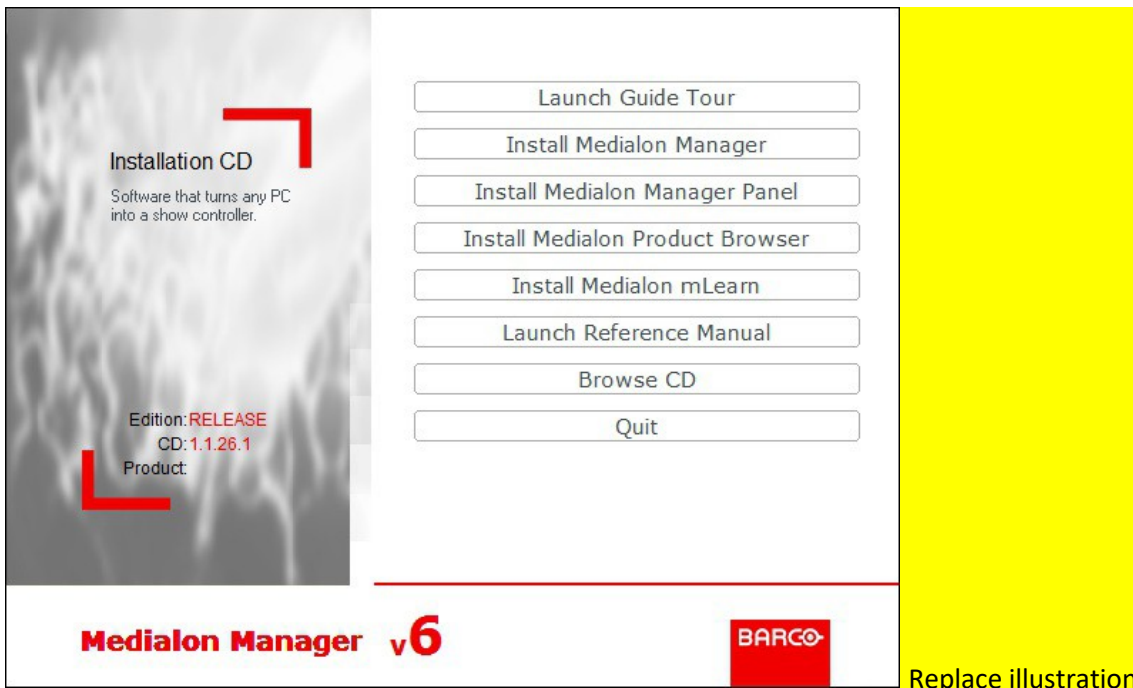 Launch Guide Tour
Install Medialon Manager
Install Medialon Manager Panel
Install Medialon Product Browser
Install Medialon mLearn
Launch Reference Manual
Browse CD
Quit
Installation CD
Software that turns any PC
into a show controller.
Edition:RELEASE
CD:1.1.26.1
Product:
Medialon Manager v6
BARCO
Replace illustration